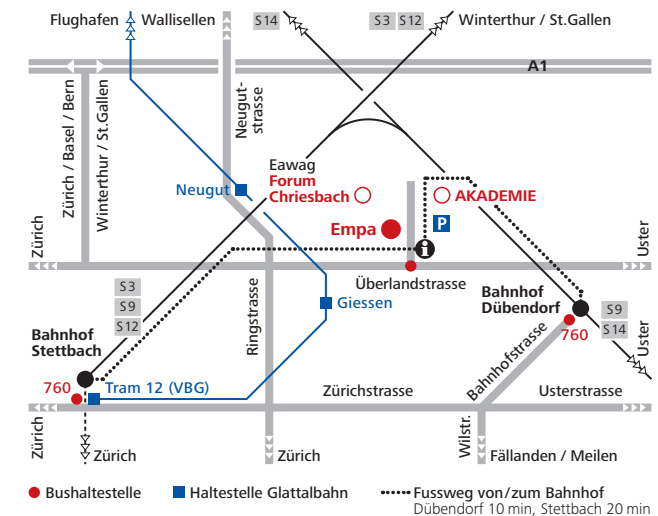 Flughafen
Wallisellen
S14
S3 S12
Winterthur / St.Gallen
A1
Zürich / Basel / Bern
Winterthur / St.Gallen
Neugut-
strasse
Eawag
Forum
Chriesbach
Neugut
AKADEMIE
Empa
P
i
Zürich
Uster
Überlandstrasse
S3
S9
S12
Ringstrasse
Giessen
Bahnhof
Dübendorf
S9
S14
760
Uster
Bahnhof
Stettbach
Bahnhofstrasse
760
Tram 12 (VBG)
Zürichstrasse
Usterstrasse
Zürich
Zürich
Zürich
Wilstr.
Fällanden / Meilen
Bushaltestelle
Haltestelle Glattalbahn
Fussweg von/zum Bahnhof
Dübendorf 10 min, Stettbach 20 min